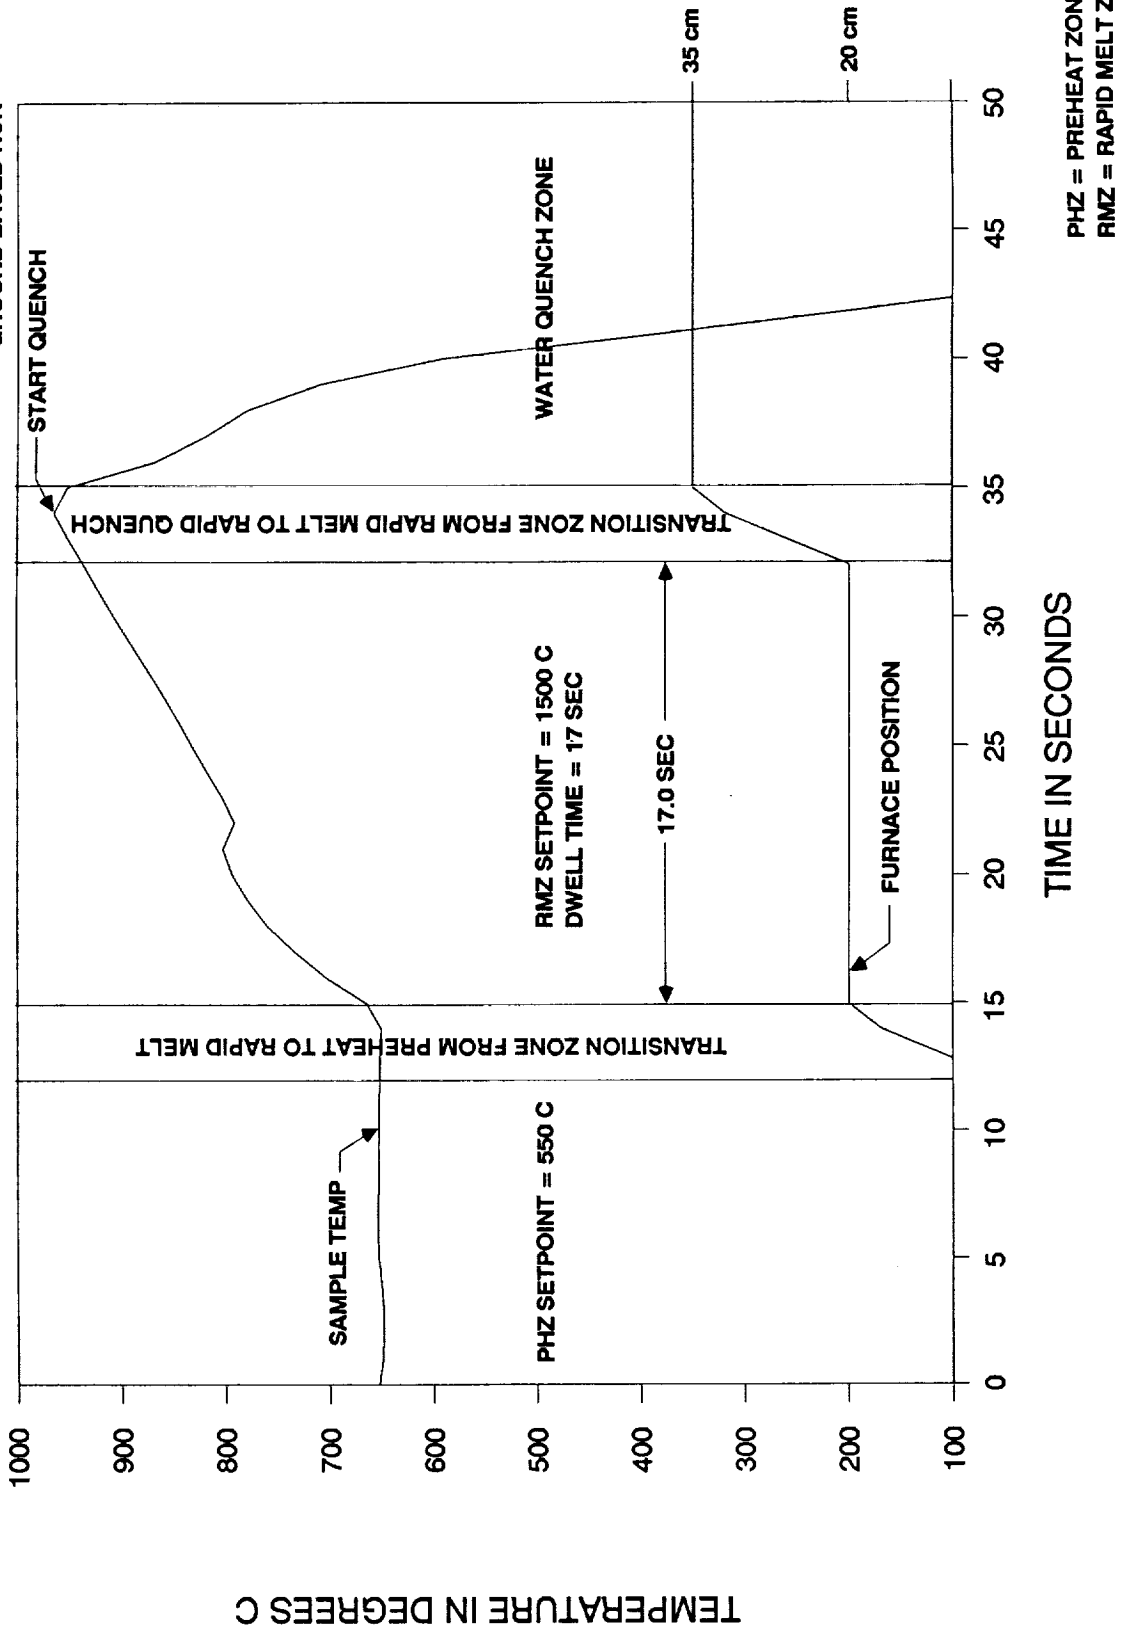 START QUENCH
SAMPLE TEMP
TRANSITION ZONE FROM PREHEAT TO RAPID MELT
TRANSITION ZONE FROM RAPID MELT TO RAPID QUENCH
PHZ SETPOINT = 550 C
RMZ SETPOINT = 1500 C
DWELL TIME = 17 SEC
WATER QUENCH ZONE
17.0 SEC
FURNACE POSITION
35 cm
20 cm
TEMPERATURE IN DEGREES C
1000
900
800
700
600
500
400
300
200
100
0
5
10
15
20
25
30
35
40
45
50
TIME IN SECONDS
PHZ = PREHEAT
RMZ = RAPID MELT